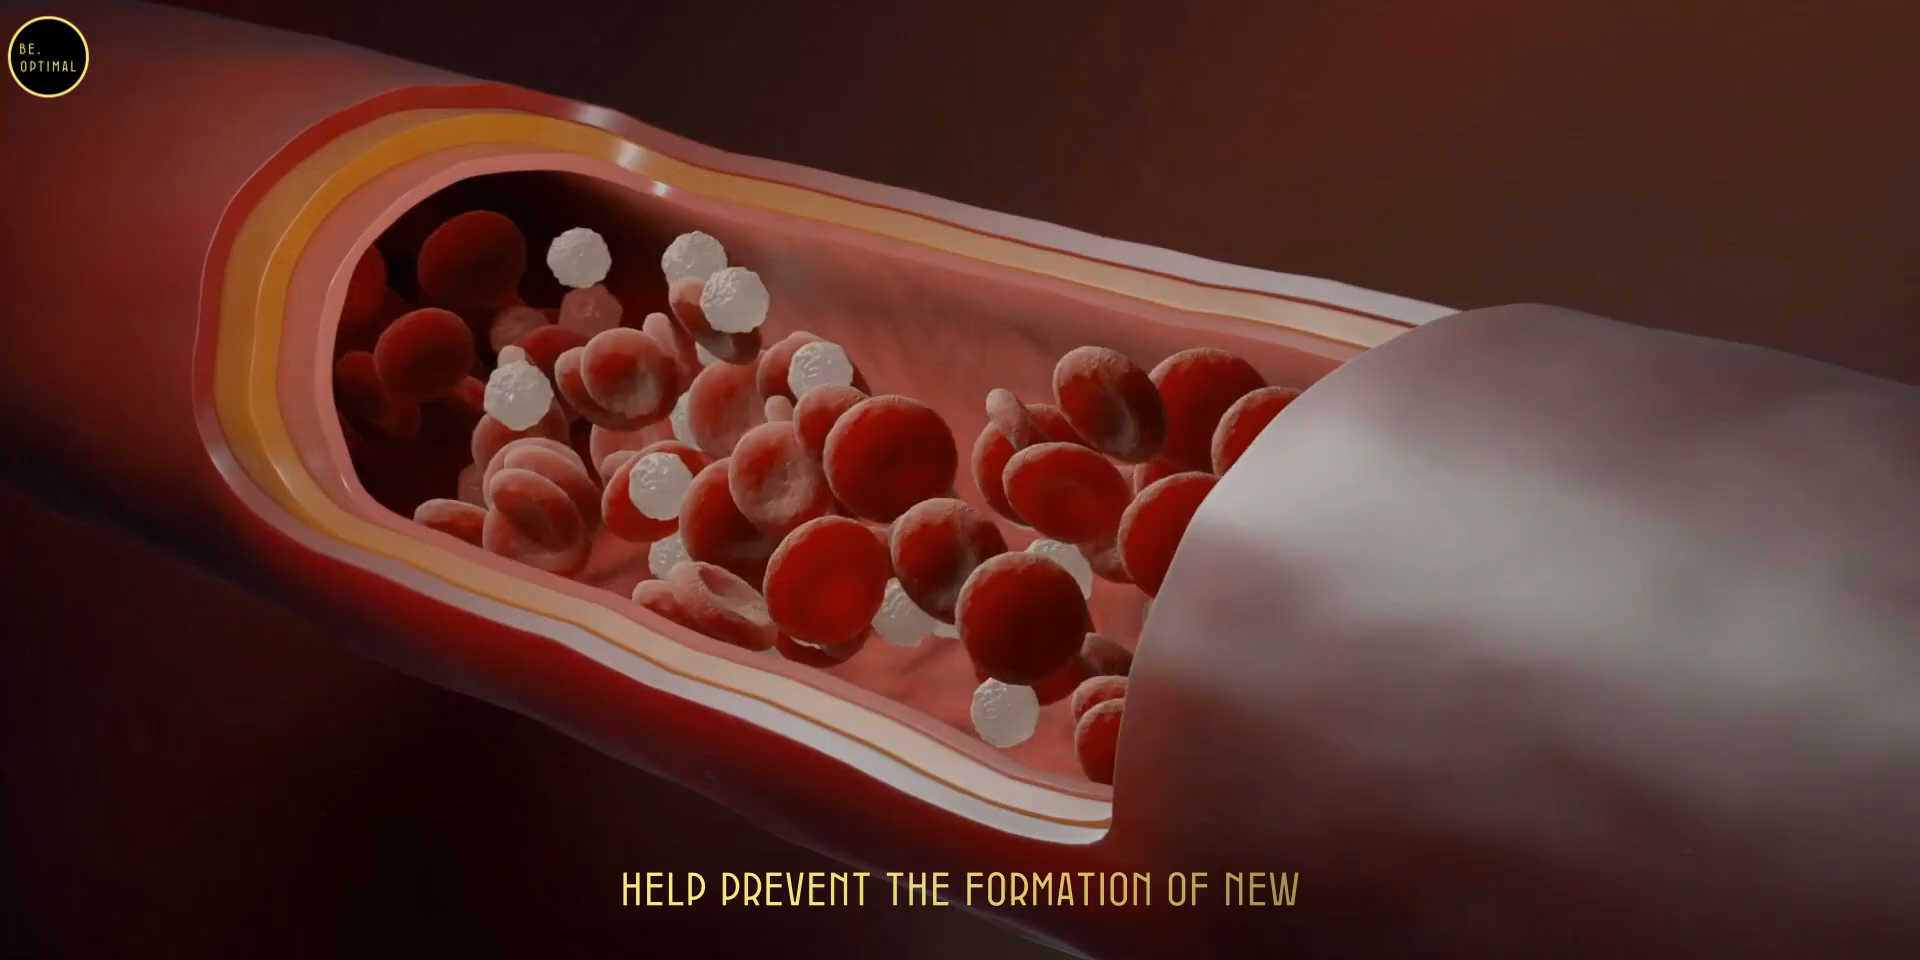 BE.
OPTIMAL
HELP PREVENT THE FORMATION OF NEW